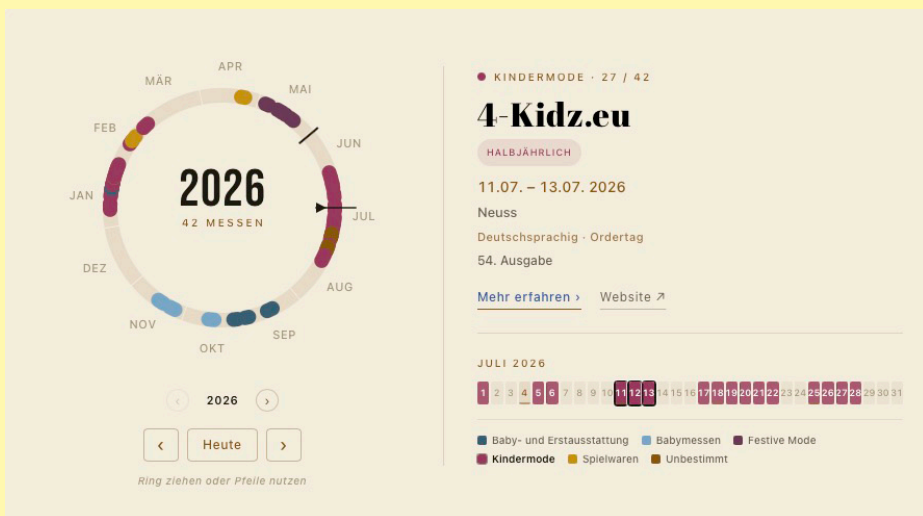 APR
MÄR
MAI
FEB
JUN
JAN
2026
42 MESSEN
JUL
DEZ
AUG
NOV
SEP
OKT
‹ 2026 ›
‹ Heute ›
Ring ziehen oder Pfeile nutzen
KINDERMODE · 27 / 42
4-Kidz.eu
HALBJÄHRLICH
11.07. – 13.07. 2026
Neuss
Deutschsprachig · Ordertag
54. Ausgabe
Mehr erfahren › Website ↗
JULI 2026
1 2 3 4 5 6 7 8 9 10 11 12 13 14 15 16 17 18 19 20 21 22 23 24 25 26 27 28 29 30 31
Baby- und Erstausstattung Babymessen Festive Mode
Kindermode Spielwaren Unbestimmt